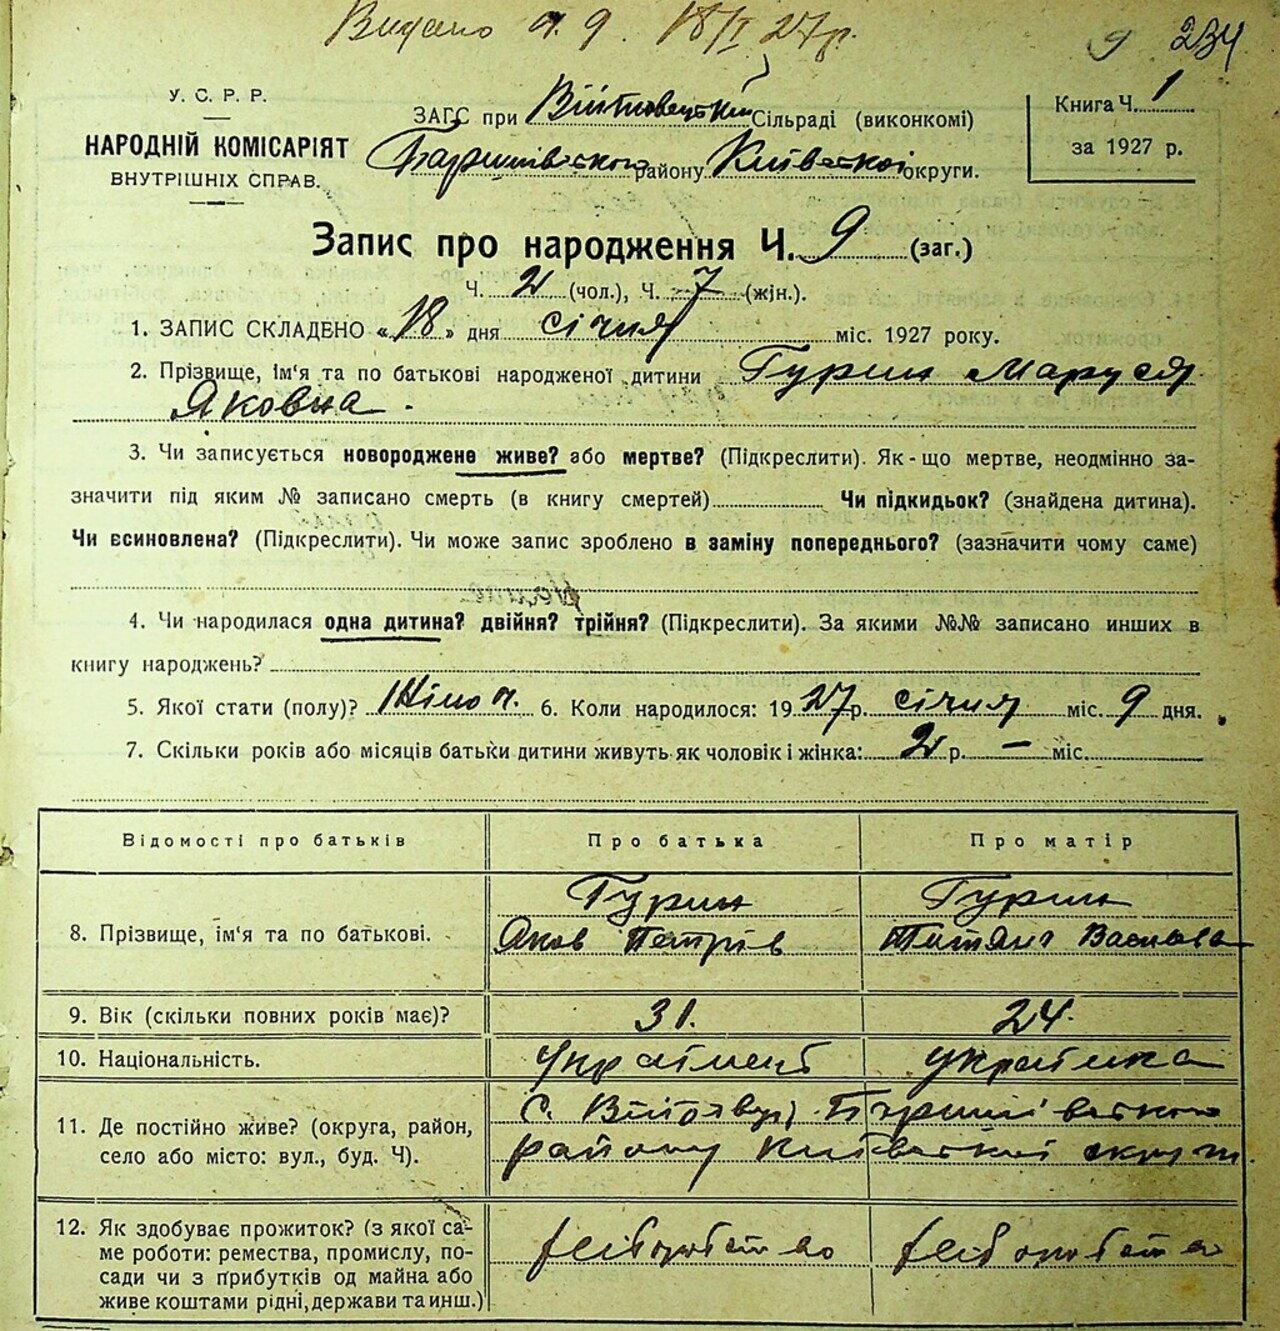 Видано ч. 9. 18/I 27р.
9 234
У. С. Р. Р.
НАРОДНІЙ КОМІСАРІЯТ
ВНУТРІШНІХ СПРАВ.
ЗАГС при Війтовецькій Сільраді (виконкомі)
Баришівського району Київської округи.
Книга Ч. 1
за 1927 р.
Запис про народження Ч. 9 (заг.)
Ч. 2 (чол.), Ч. 7 (жін.).
1. ЗАПИС СКЛАДЕНО «18» дня січня міс. 1927 року.
2. Прізвище, ім'я та по батькові народженої дитини Гурин Маруся
Яковна.
3. Чи записується новороджене живе? або мертве? (Підкреслити). Як-що мертве, неодмінно за-
значити під яким № записано смерть (в книгу смертей) Чи підкидьок? (знайдена дитина).
Чи всиновлена? (Підкреслити). Чи може запис зроблено в заміну попереднього? (зазначити чому саме)
4. Чи народилася одна дитина? двійня? трійня? (Підкреслити). За якими №№ записано инших в
книгу народжень?
5. Якої стати (полу)? Жіноч. 6. Коли народилося: 1927 р. січня міс. 9 дня.
7. Скільки років або місяців батьки дитини живуть як чоловік і жінка: 2 р. — міс.
Відомості про батьків Про батька Про матір
8. Прізвище, ім'я та по батькові. Гурин Гурин
Яков Петрів Титяна Васильова
9. Вік (скільки повних років має)? 31. 24.
10. Національність. Українець українка
11. Де постійно живе? (округа, район,
село або місто: вул., буд. Ч).
с. Війтовці, Баришівського
району Київської округи.
12. Як здобуває прожиток? (з якої са-
ме роботи: ремества, промислу, по-
сади чи з прибутків од майна або
живе коштами рідні, держави та инш.)
хліборобство хліборобство